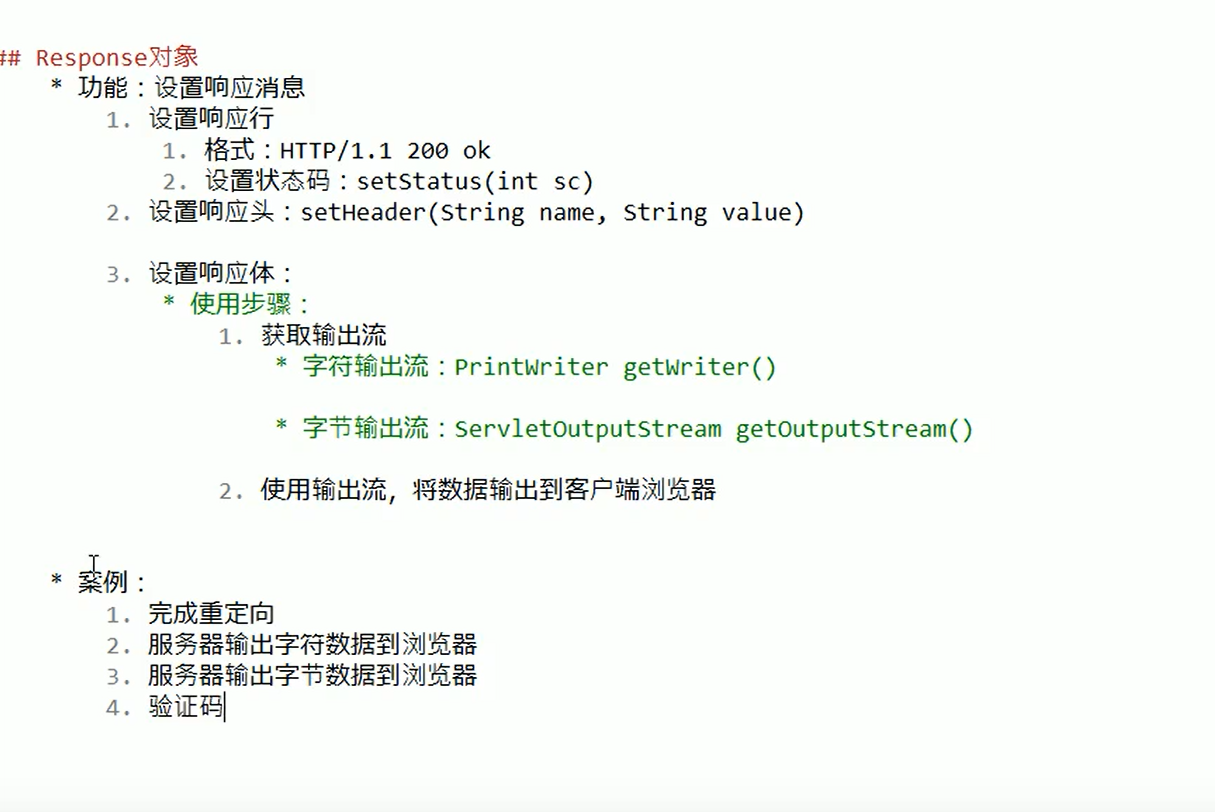 ## Response对象
* 功能：设置响应消息
1. 设置响应行
1. 格式：HTTP/1.1 200 ok
2. 设置状态码：setStatus(int sc)
2. 设置响应头：setHeader(String name, String value)
3. 设置响应体：
* 使用步骤：
1. 获取输出流
* 字符输出流：PrintWriter getWriter()
* 字节输出流：ServletOutputStream getOutputStream()
2. 使用输出流，将数据输出到客户端浏览器
* 案例：
1. 完成重定向
2. 服务器输出字符数据到浏览器
3. 服务器输出字节数据到浏览器
4. 验证码